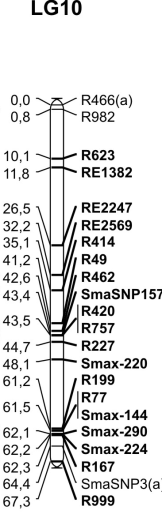 LG10
0,0 R466(a)
0,8 R982
10,1 R623
11,8 RE1382
26,5 RE2247
32,2 RE2569
35,1 R414
41,2 R49
42,6 R462
43,4 SmaSNP157
R420
43,5
R757
44,7 R227
48,1 Smax-220
61,2 R199
R77
61,5
Smax-144
62,1 Smax-290
62,2 Smax-224
62,3 R167
64,4 SmaSNP3(a)
67,3 R999